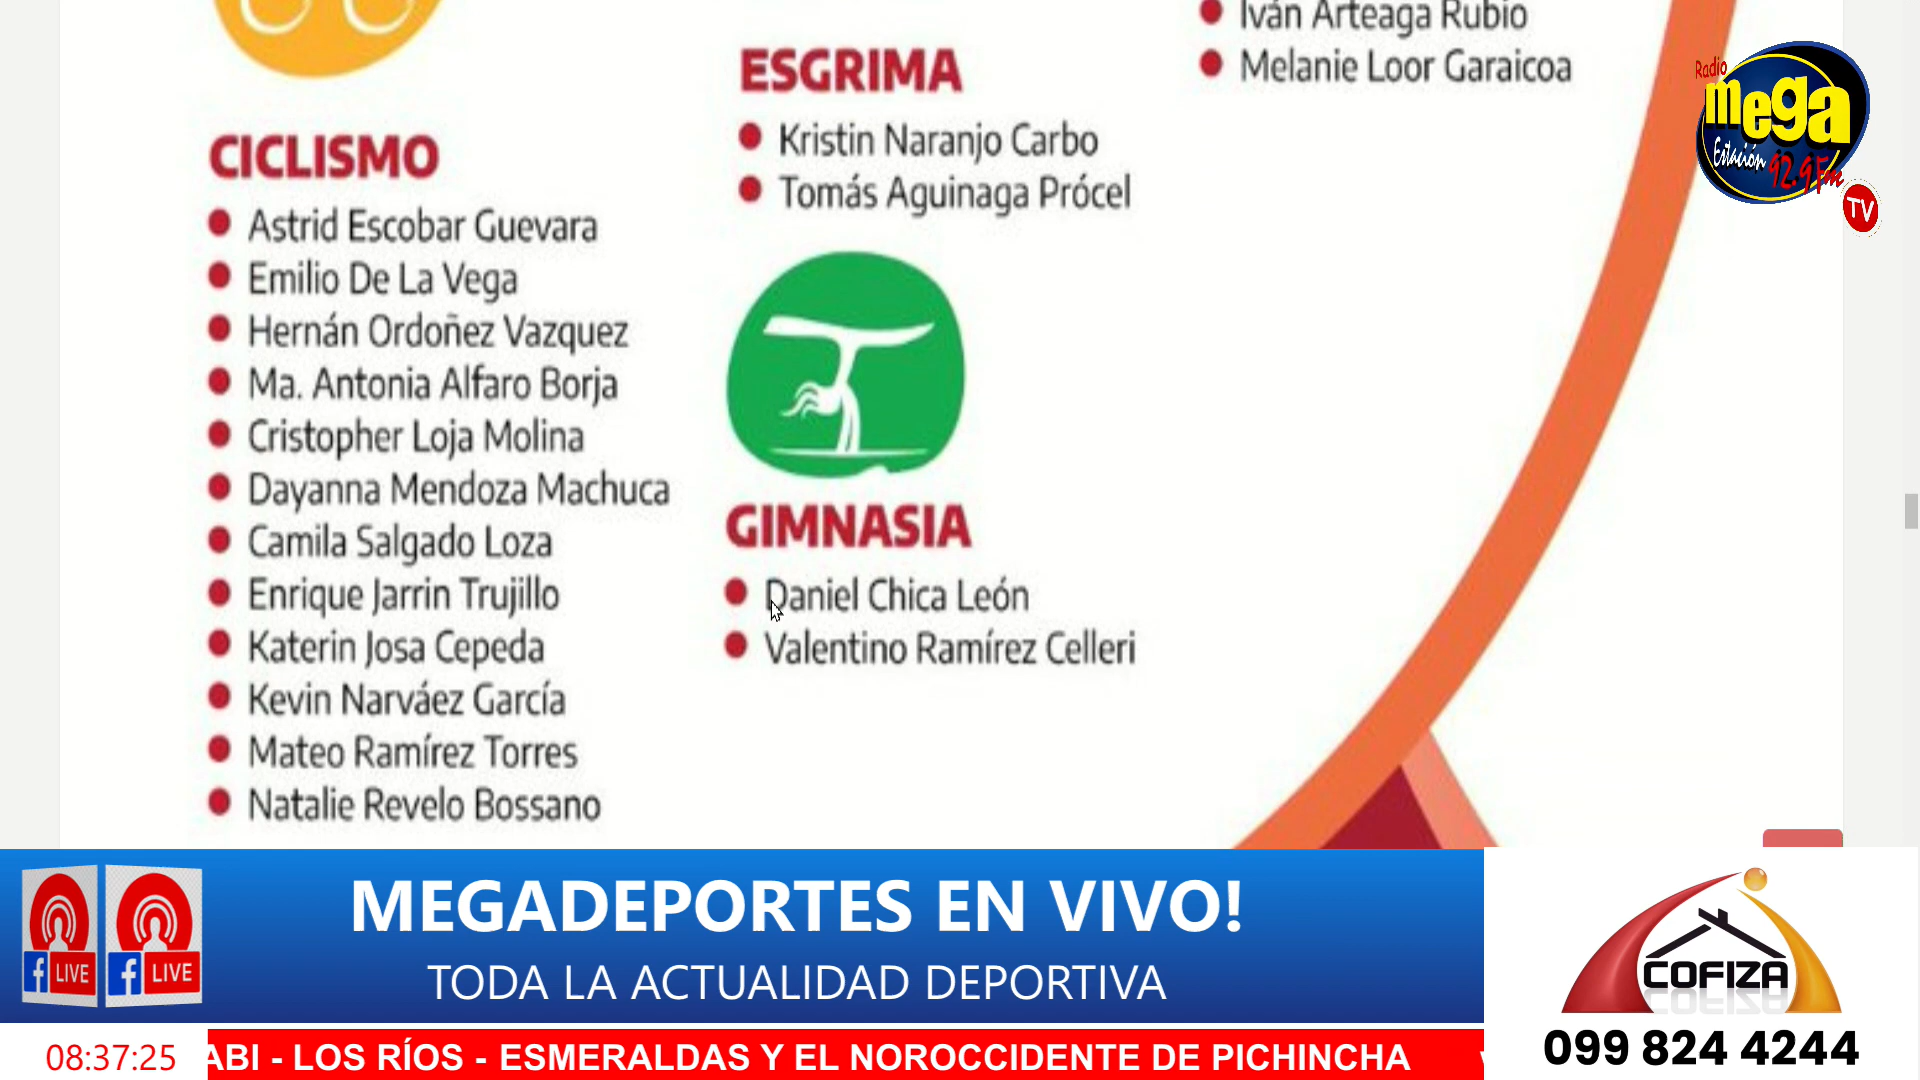 CICLISMO
Astrid Escobar Guevara
Emilio De La Vega
Hernán Ordoñez Vazquez
Ma. Antonia Alfaro Borja
Cristopher Loja Molina
Dayanna Mendoza Machuca
Camila Salgado Loza
Enrique Jarrin Trujillo
Katerin Josa Cepeda
Kevin Narváez García
Mateo Ramírez Torres
Natalie Revelo Bossano
ESGRIMA
Kristin Naranjo Carbo
Tomás Aguinaga Prócel
GIMNASIA
Daniel Chica León
Valentino Ramírez Celleri
Iván Arteaga Rubio
Melanie Loor Garaicoa
Radio
mega
Estación
92.9 Fm
TV
LIVE
LIVE
MEGADEPORTES EN VIVO!
TODA LA ACTUALIDAD DEPORTIVA
COFIZA
099 824 4244
08:37:25
ABI - LOS RÍOS - ESMERALDAS Y EL NOROCCIDENTE DE PICHINCHA